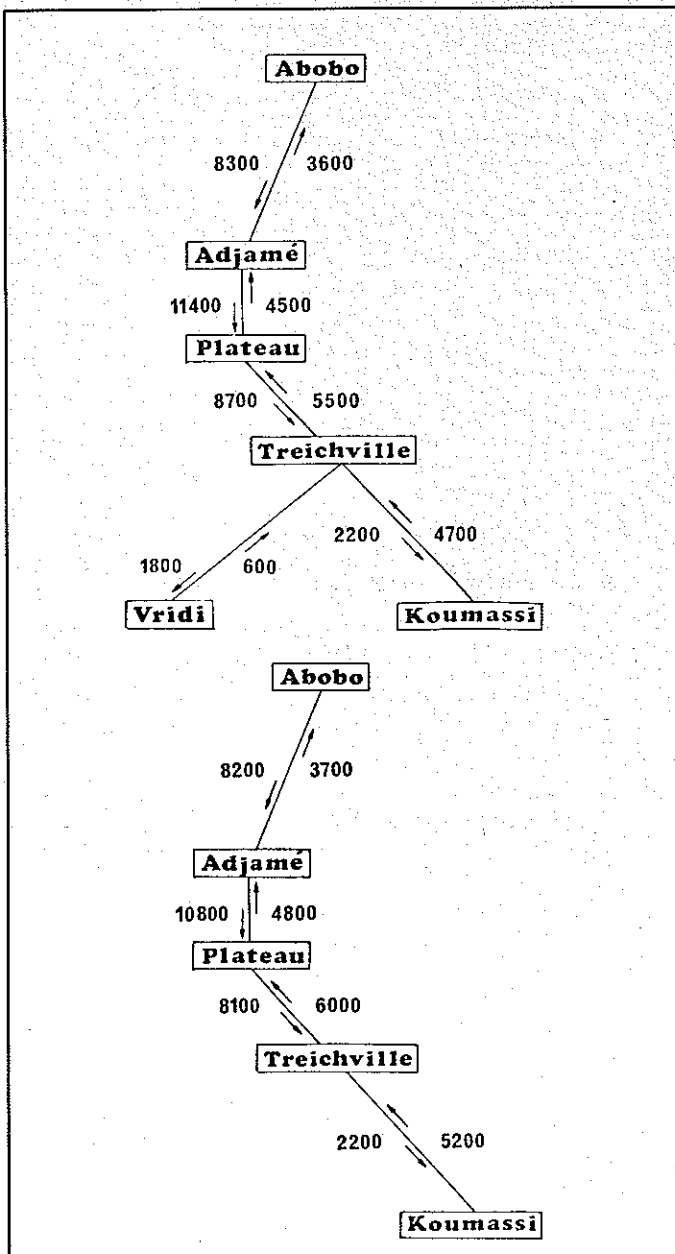 Abobo
8300 3600
Adjamé
11400 4500
Plateau
8700 5500
Treichville
1800 600 2200 4700
Vridi Koumassi
Abobo
8200 3700
Adjamé
10800 4800
Plateau
8100 6000
Treichville
2200 5200
Koumassi